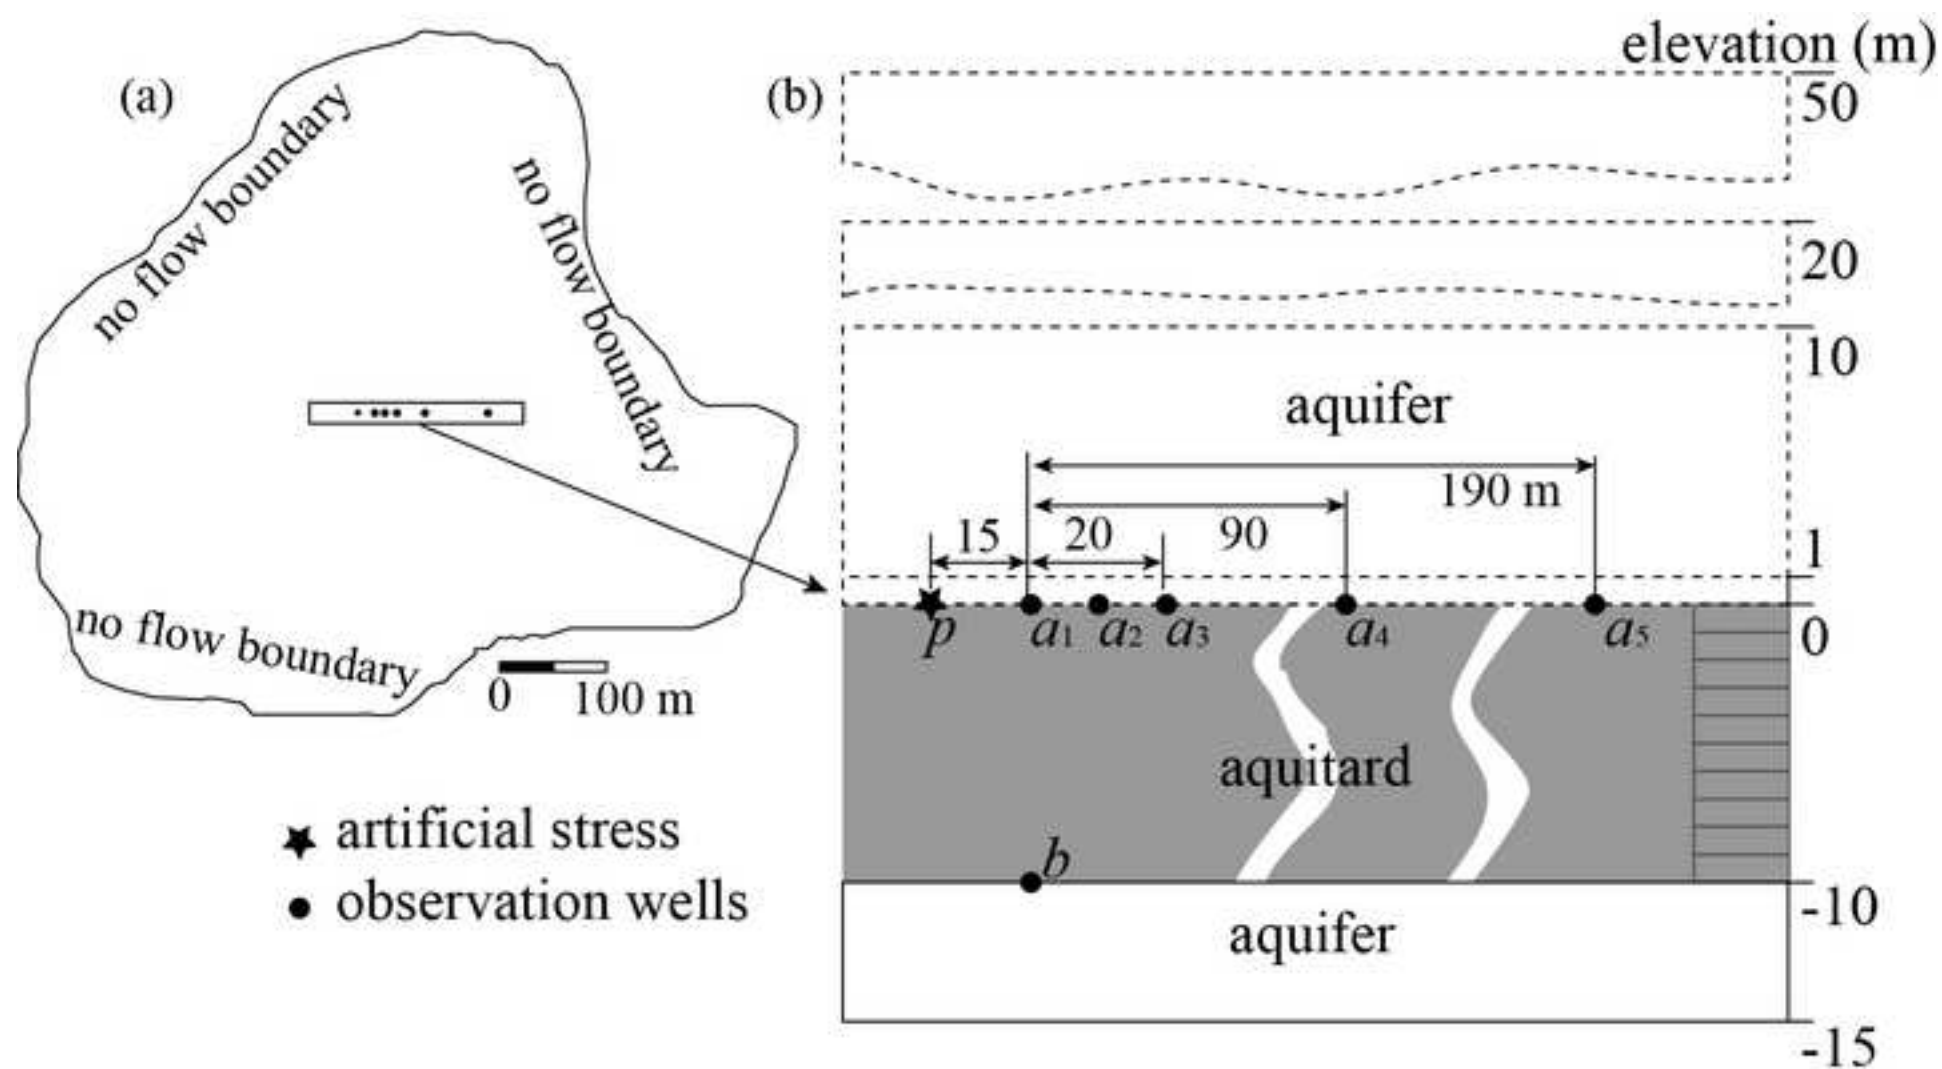 (a)
no flow boundary
no flow boundary
no flow boundary
0 100 m
artificial stress
observation wells
(b)
elevation (m)
50
20
10
aquifer
190 m
15 20 90
1
p a1 a2 a3 a4 a5
0
aquitard
b
-10
aquifer
-15